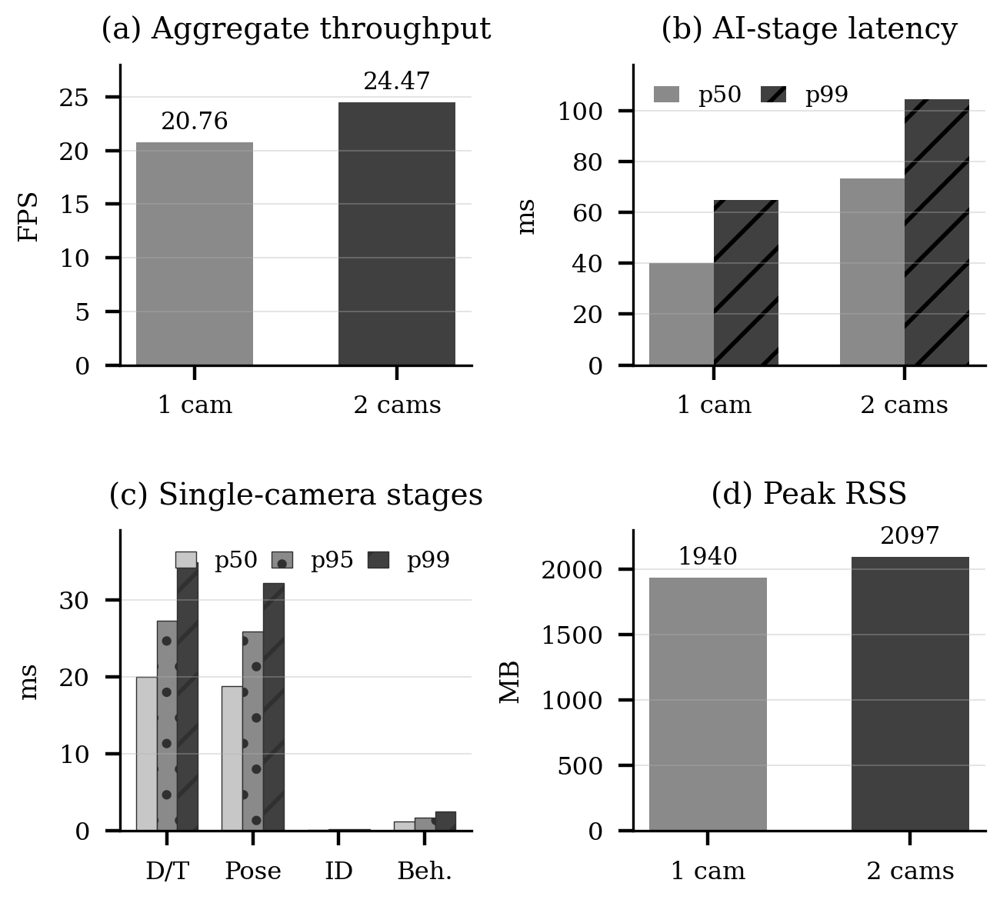 (a) Aggregate throughput
FPS
25
20
15
10
5
0
20.76
24.47
1 cam
2 cams
(b) AI-stage latency
ms
100
80
60
40
20
0
p50 p99
1 cam
2 cams
(c) Single-camera stages
ms
30
20
10
0
p50 p95 p99
D/T
Pose
ID
Beh.
(d) Peak RSS
MB
2000
1500
1000
500
0
1940
2097
1 cam
2 cams